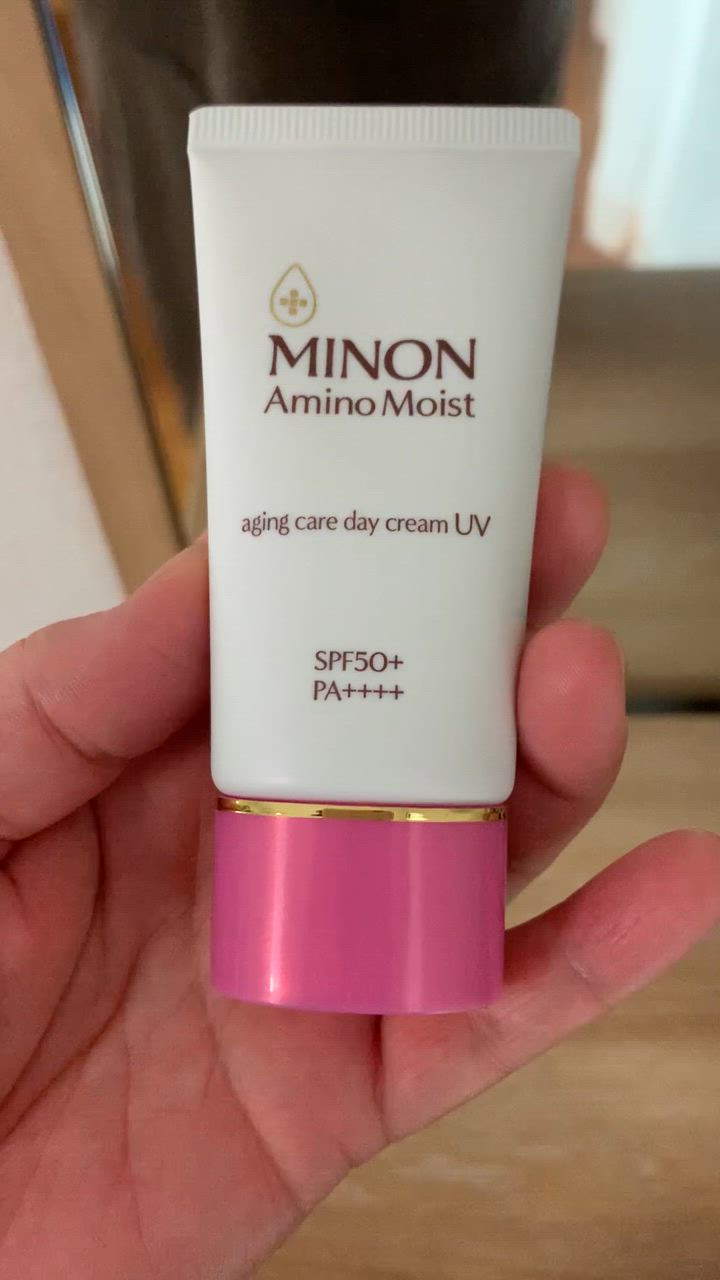 MINON
Amino Moist
aging care day cream UV
SPF50+
PA++++